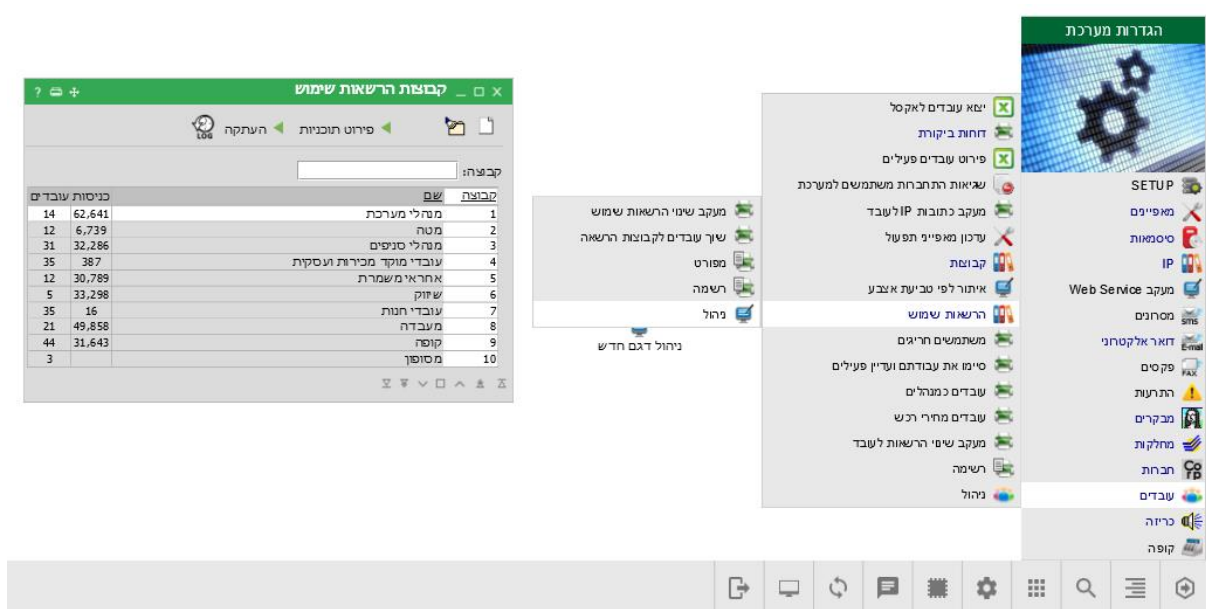 הגדרות מערכת
SETUP
מאפיינים
סיסמאות
IP
מעקב Web Service
מסרונים
דואר אלקטרוני
פקסים
התרעות
מבקרים
מחלקות
חברות
עובדים
כריזה
קופה
יצוא עובדים לאקסל
דוחות ביקורת
פירוט עובדים פעילים
שגיאות התחברות משתמשים למערכת
מעקב כתובות IP לעובד
עדכון מאפייני תפעול
קבוצות
איתור לפי טביעת אצבע
הרשאות שימוש
משתמשים חריגים
סיימו את עבודתם ועדיין פעילים
עובדים כמנהלים
עובדים מחירי רכש
מעקב שינוי הרשאות לעובד
רשימה
ניהול
מעקב שינוי הרשאות שימוש
שיוך עובדים לקבוצות הרשאה
מפורט
רשימה
ניהול
ניהול דגם חדש
קבוצות הרשאות שימוש
פירוט תוכניות
העתקה
LOG
קבוצה:
קבוצה שם כניסות עובדים
1 מנהלי מערכת 62,641 14
2 מטה 6,739 12
3 מנהלי סניפים 32,286 31
4 עובדי מוקד מכירות ועסקית 387 35
5 אחראי משמרת 30,789 12
6 שיווק 33,298 5
7 עובדי חנות 16 35
8 מעבדה 49,858 21
9 קופה 31,643 44
10 מסופון 3